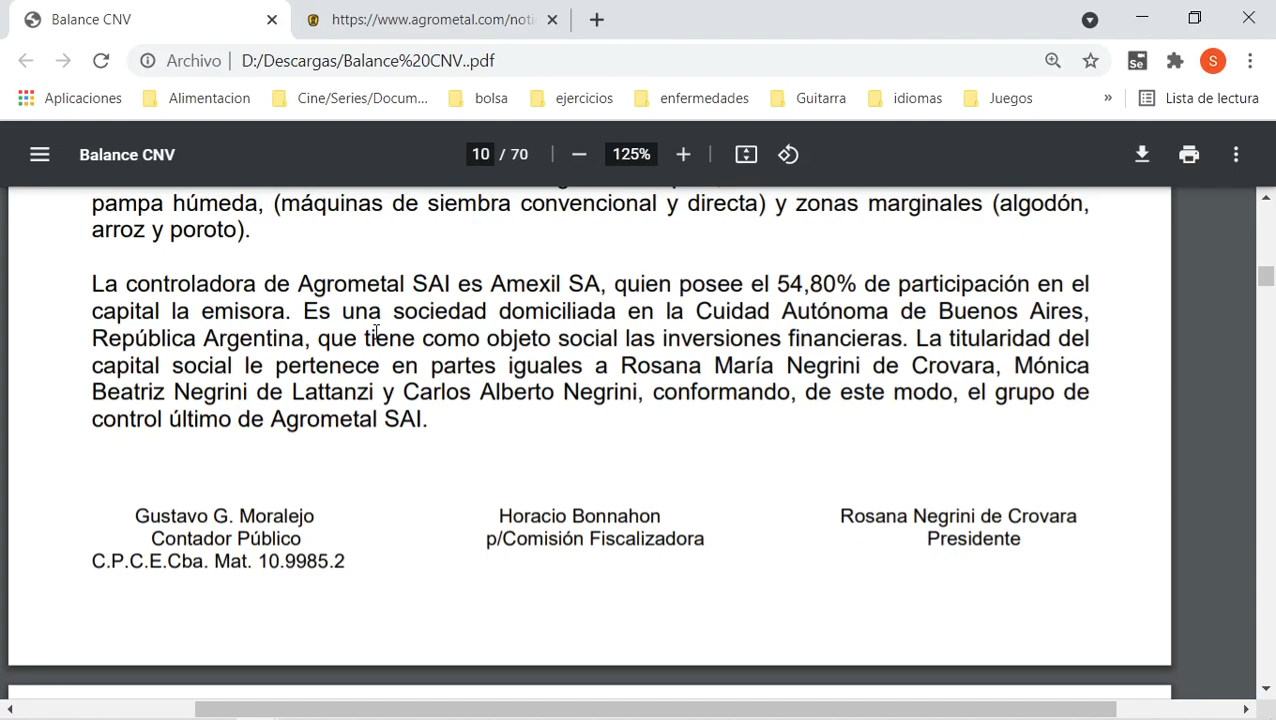 Balance CNV
https://www.agrometal.com/noti
Archivo
D:/Descargas/Balance%20CNV..pdf
Se
S
Aplicaciones
Alimentacion
Cine/Series/Docum...
bolsa
ejercicios
enfermedades
Guitarra
idiomas
Juegos
»
Lista de lectura
Balance CNV
10 / 70
125%
pampa húmeda, (máquinas de siembra convencional y directa) y zonas marginales (algodón,
arroz y poroto).
La controladora de Agrometal SAI es Amexil SA, quien posee el 54,80% de participación en el
capital la emisora. Es una sociedad domiciliada en la Cuidad Autónoma de Buenos Aires,
República Argentina, que tiene como objeto social las inversiones financieras. La titularidad del
capital social le pertenece en partes iguales a Rosana María Negrini de Crovara, Mónica
Beatriz Negrini de Lattanzi y Carlos Alberto Negrini, conformando, de este modo, el grupo de
control último de Agrometal SAI.
Gustavo G. Moralejo
Contador Público
C.P.C.E.Cba. Mat. 10.9985.2
Horacio Bonnahon
p/Comisión Fiscalizadora
Rosana Negrini de Crovara
Presidente